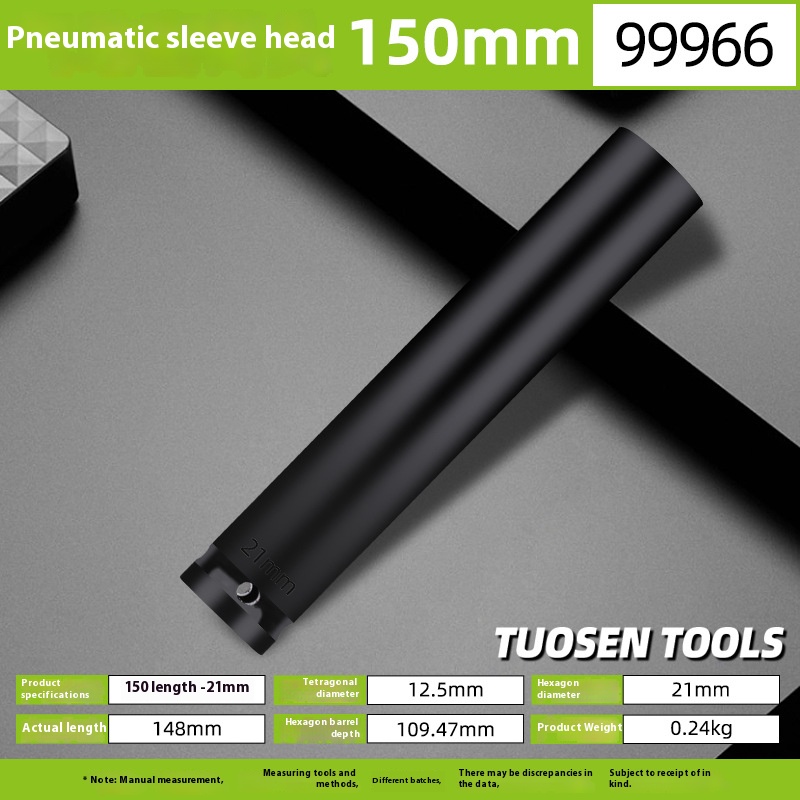 Pneumatic sleeve head 150mm 99966
21mm
TUOSEN TOOLS
Product specifications 150 length -21mm
Tetragonal diameter 12.5mm
Hexagon diameter 21mm
Actual length 148mm
Hexagon barrel depth 109.47mm
Product Weight 0.24kg
* Note: Manual measurement, Measuring tools and methods, Different batches, There may be discrepancies in the data, Subject to receipt of in kind.